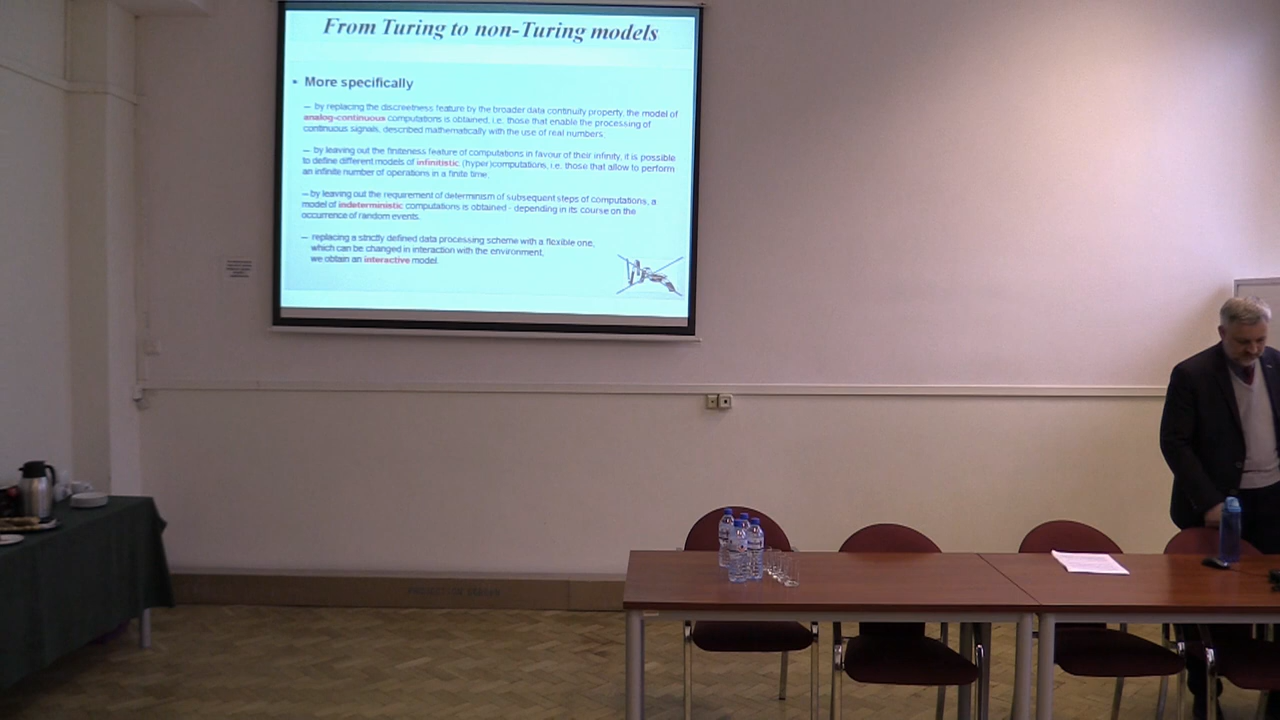 From Turing to non-Turing models
• More specifically
– by replacing the discreetness feature by the broader data continuity property, the model of
analog-continuous computations is obtained, i.e. those that enable the processing of
continuous signals, described mathematically with the use of real numbers;
– by leaving out the finiteness feature of computations in favour of their infinity, it is possible
to define different models of infinitistic (hyper)computations, i.e. those that allow to perform
an infinite number of operations in a finite time;
– by leaving out the requirement of determinism of subsequent steps of computations, a
model of indeterministic computations is obtained - depending in its course on the
occurrence of random events.
– replacing a strictly defined data processing scheme with a flexible one,
which can be changed in interaction with the environment,
we obtain an interactive model.